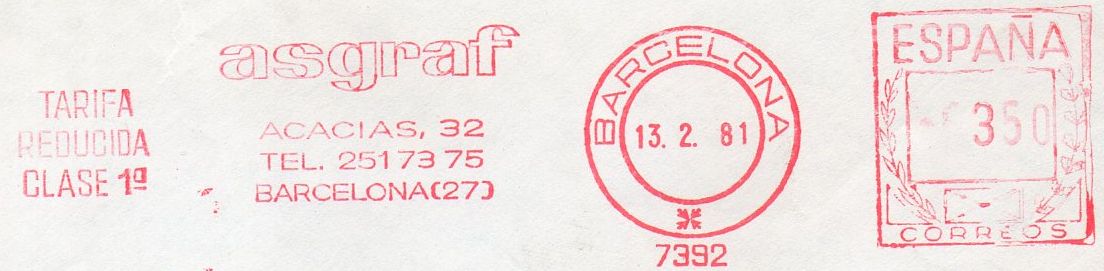 TARIFA
REDUCIDA
CLASE 1ª
asgraf
ACACIAS, 32
TEL. 251 73 75
BARCELONA(27)
BARCELONA
13. 2. 81
7392
ESPAÑA
350
CORREOS